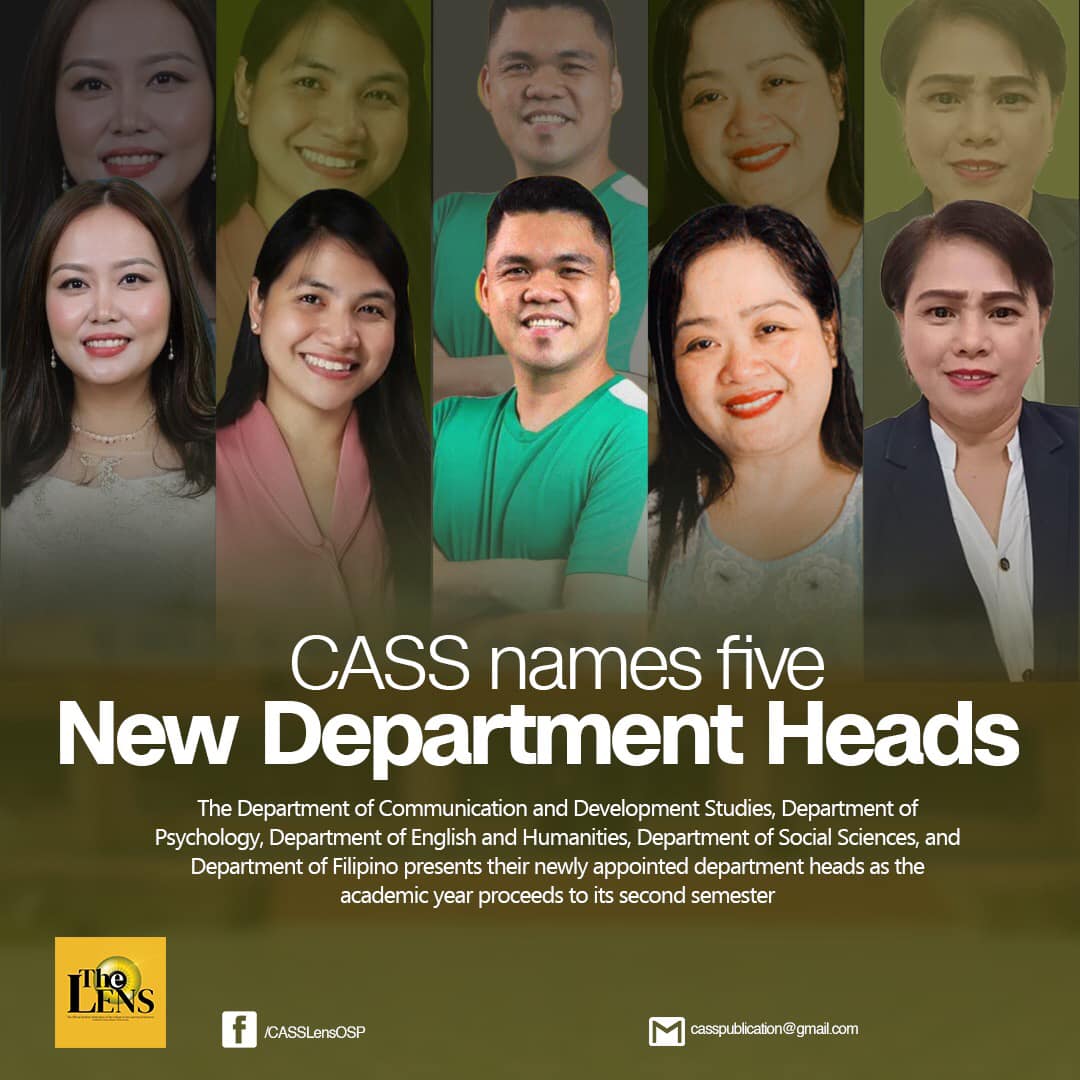 CASS names five
New Department Heads
The Department of Communication and Development Studies, Department of
Psychology, Department of English and Humanities, Department of Social Sciences, and
Department of Filipino presents their newly appointed department heads as the
academic year proceeds to its second semester
The
LENS
/CASSLensOSP
casspublication@gmail.com